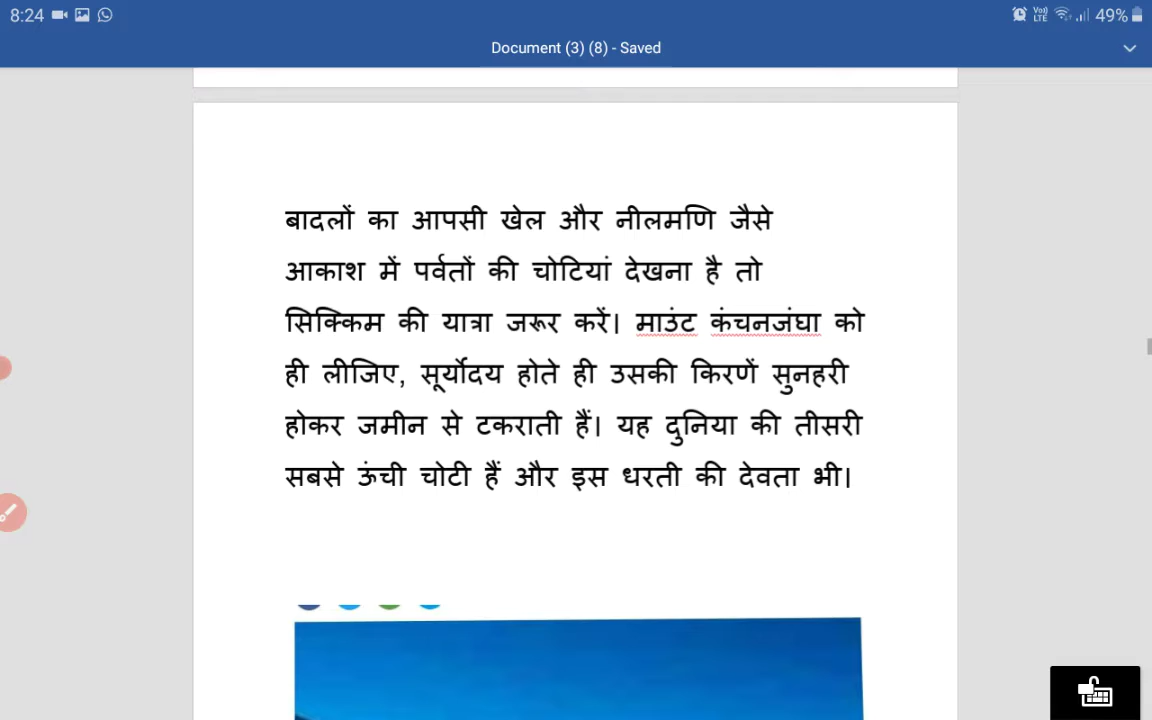 8:24
49%
Document (3) (8) - Saved
बादलों का आपसी खेल और नीलमणि जैसे
आकाश में पर्वतों की चोटियां देखना है तो
सिक्किम की यात्रा जरूर करें। माउंट कंचनजंघा को
ही लीजिए, सूर्योदय होते ही उसकी किरणें सुनहरी
होकर जमीन से टकराती हैं। यह दुनिया की तीसरी
सबसे ऊंची चोटी हैं और इस धरती की देवता भी।